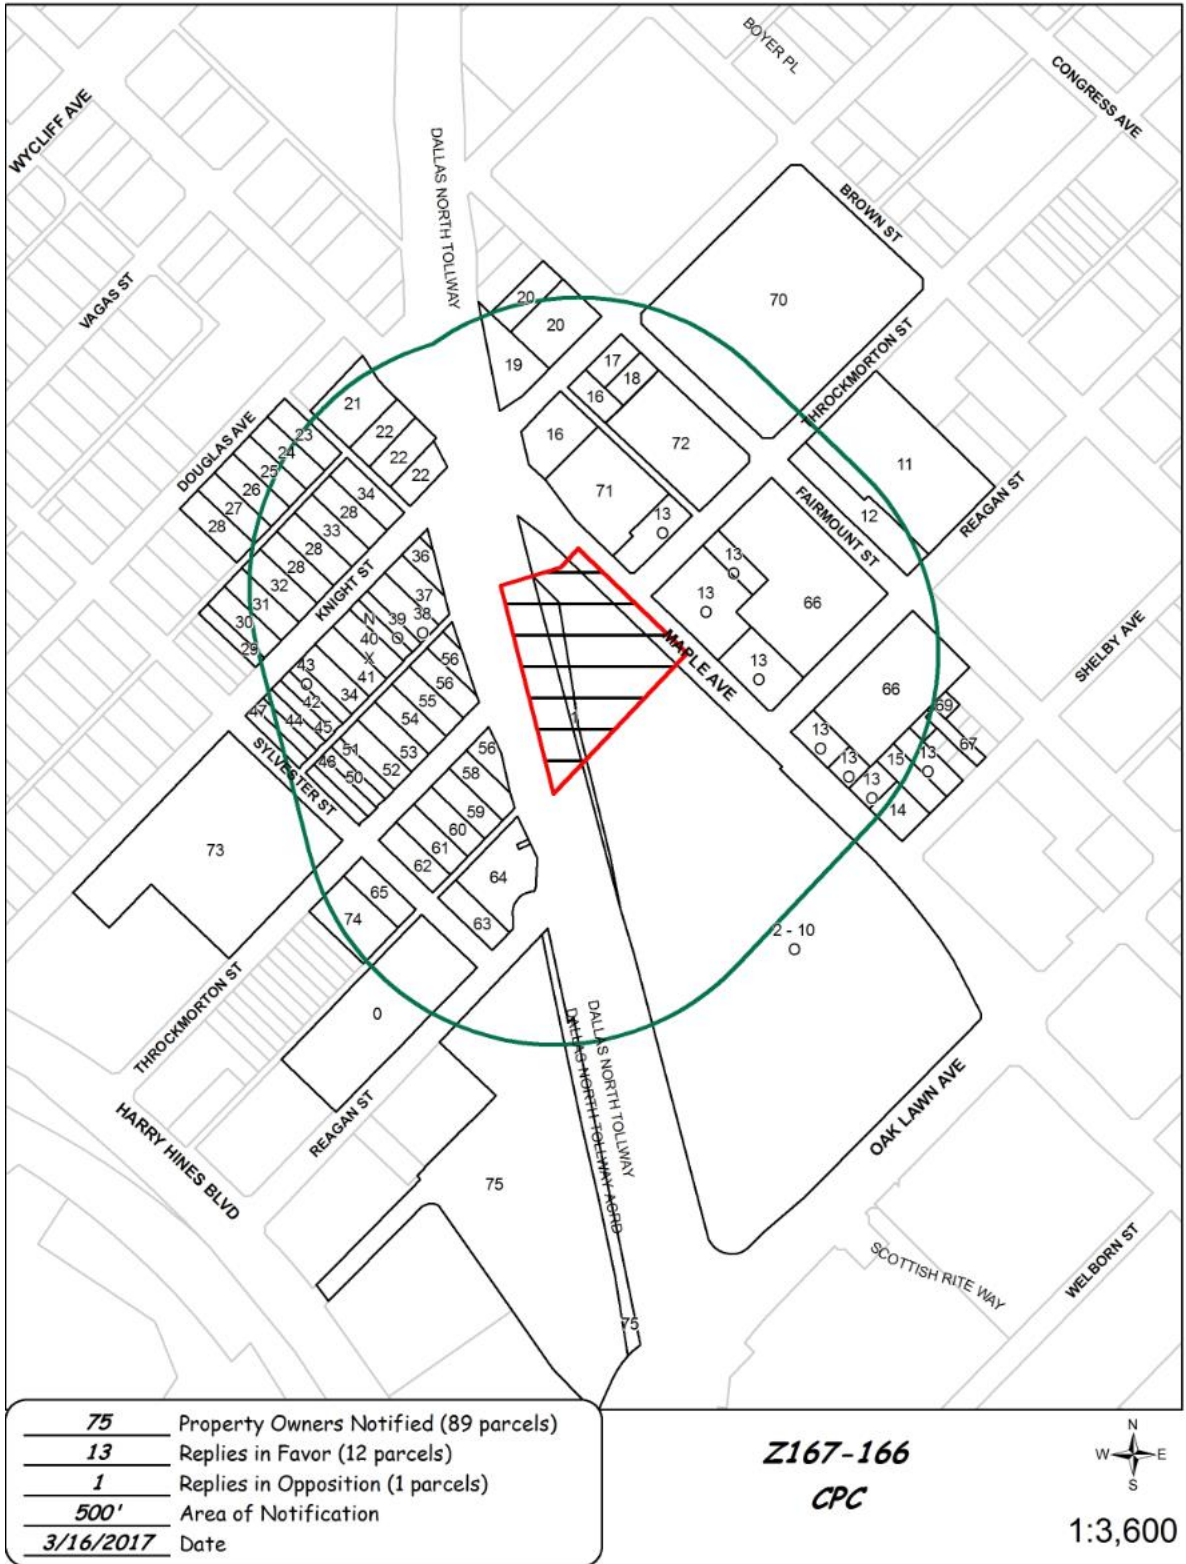 BOYER PL
CONGRESS AVE
WYCLIFF AVE
DALLAS NORTH TOLLWAY
BROWN ST
VAGAS ST
70
20
20
THROCKMORTON ST
19
17
18
16
21
DOUGLAS AVE
22
23
24
22
22
25
26
27
28
16
72
11
REAGAN ST
71
34
28
33
28
28
32
31
30
29
13
O
FAIRMOUNT ST
12
KNIGHT ST
36
37
38
O
N
39
O
40
X
41
13
O
13
O
66
MAPLE AVE
13
O
SHELBY AVE
43
O
42
34
47
44
45
56
56
55
54
53
52
51
48
50
SYLVESTER ST
1
66
69
67
13
O
13
O
13
O
15
13
O
14
56
58
59
60
61
62
73
64
63
65
74
2 - 10
O
THROCKMORTON ST
0
DALLAS NORTH TOLLWAY
DALLAS NORTH TOLLWAY ACRD
REAGAN ST
HARRY HINES BLVD
OAK LAWN AVE
75
SCOTTISH RITE WAY
WELBORN ST
75
75 Property Owners Notified (89 parcels)
13 Replies in Favor (12 parcels)
1 Replies in Opposition (1 parcels)
500' Area of Notification
3/16/2017 Date
Z167-166
CPC
N
W E
S
1:3,600